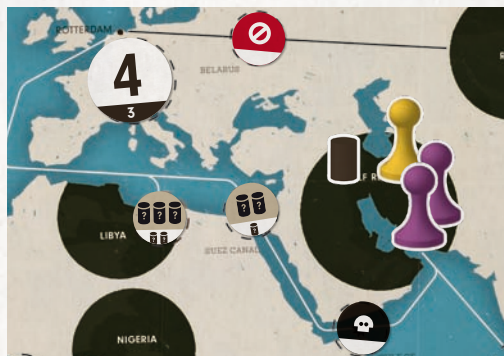 ROTTERDAM
4
3
BELARUS
F R
? ? ?
? ?
? ?
?
LIBYA
SUEZ CANAL
NIGERIA